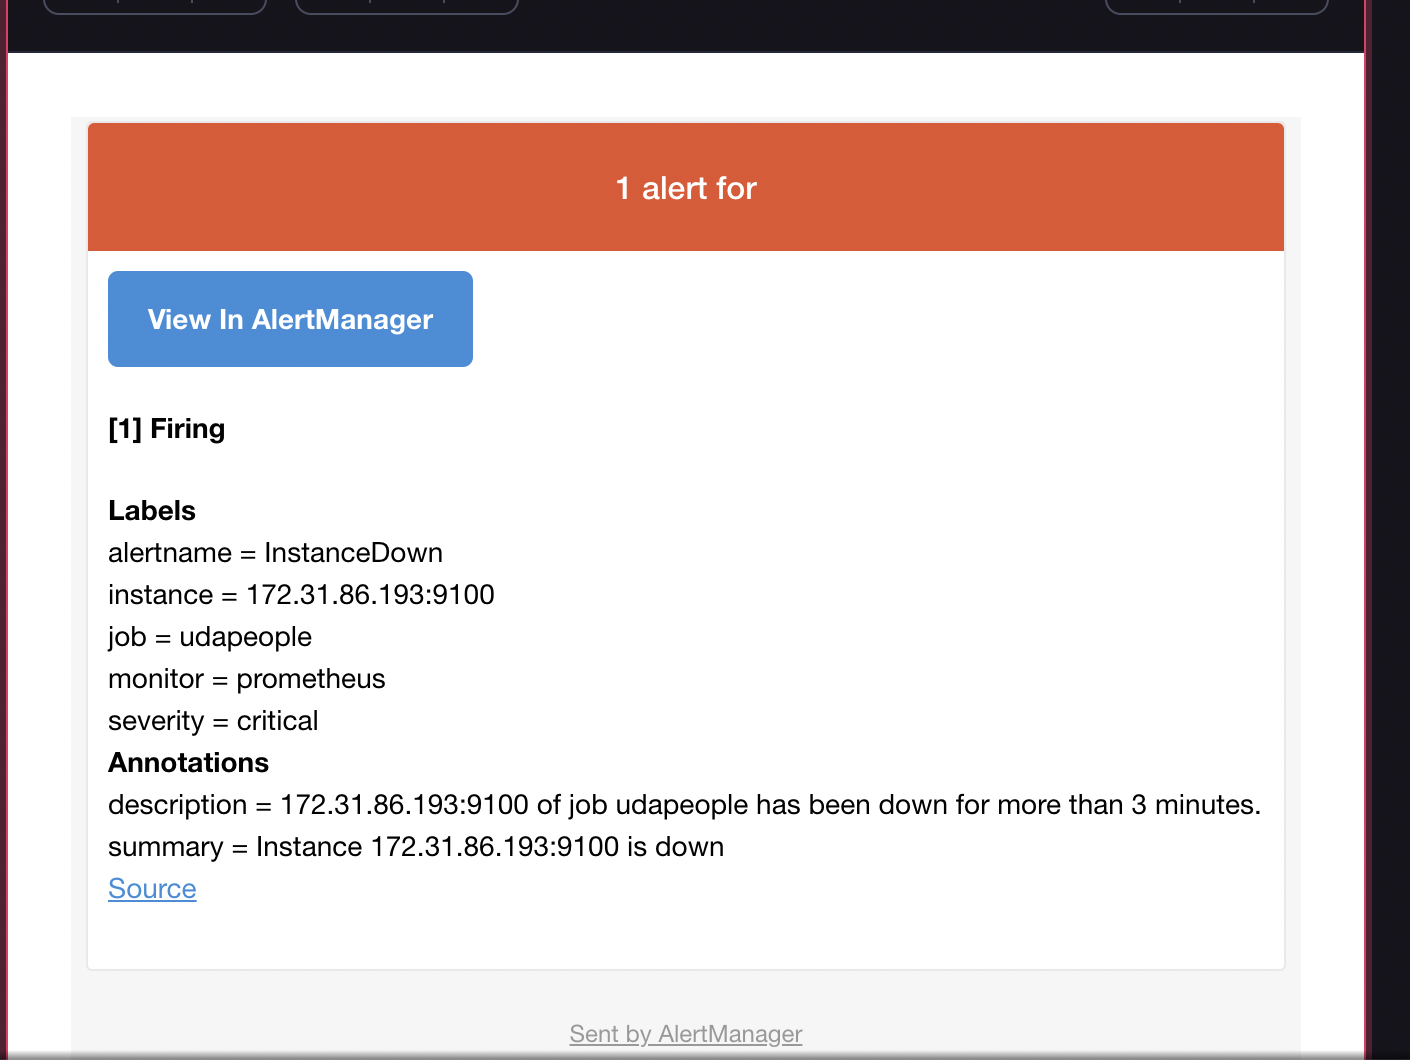 1 alert for
View In AlertManager
[1] Firing
Labels
alertname = InstanceDown
instance = 172.31.86.193:9100
job = udapeople
monitor = prometheus
severity = critical
Annotations
description = 172.31.86.193:9100 of job udapeople has been down for more than 3 minutes.
summary = Instance 172.31.86.193:9100 is down
Source
Sent by AlertManager